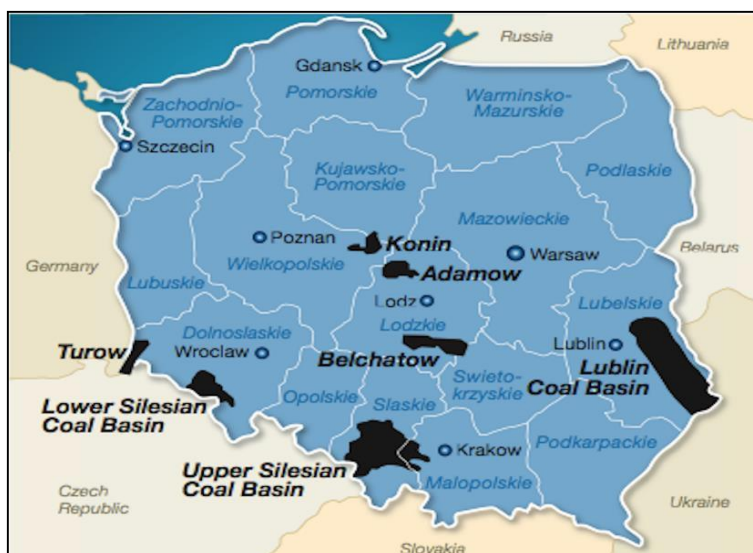 Russia
Lithuania
Gdansk
Pomorskie
Zachodnio-
Pomorskie
Warminsko-
Mazurskie
Szczecin
Kujawsko-
Pomorskie
Podlaskie
Mazowieckie
Poznan
Konin
Warsaw
Belarus
Germany
Wielkopolskie
Adamow
Lubuskie
Lodz
Lubelskie
Lodzkie
Dolnoslaskie
Turow
Wroclaw
Belchatow
Lublin
Lublin
Coal Basin
Swieto-
krzyskie
Opolskie
Slaskie
Lower Silesian
Coal Basin
Podkarpackie
Krakow
Upper Silesian
Coal Basin
Malopolskie
Czech
Republic
Ukraine
Slovakia